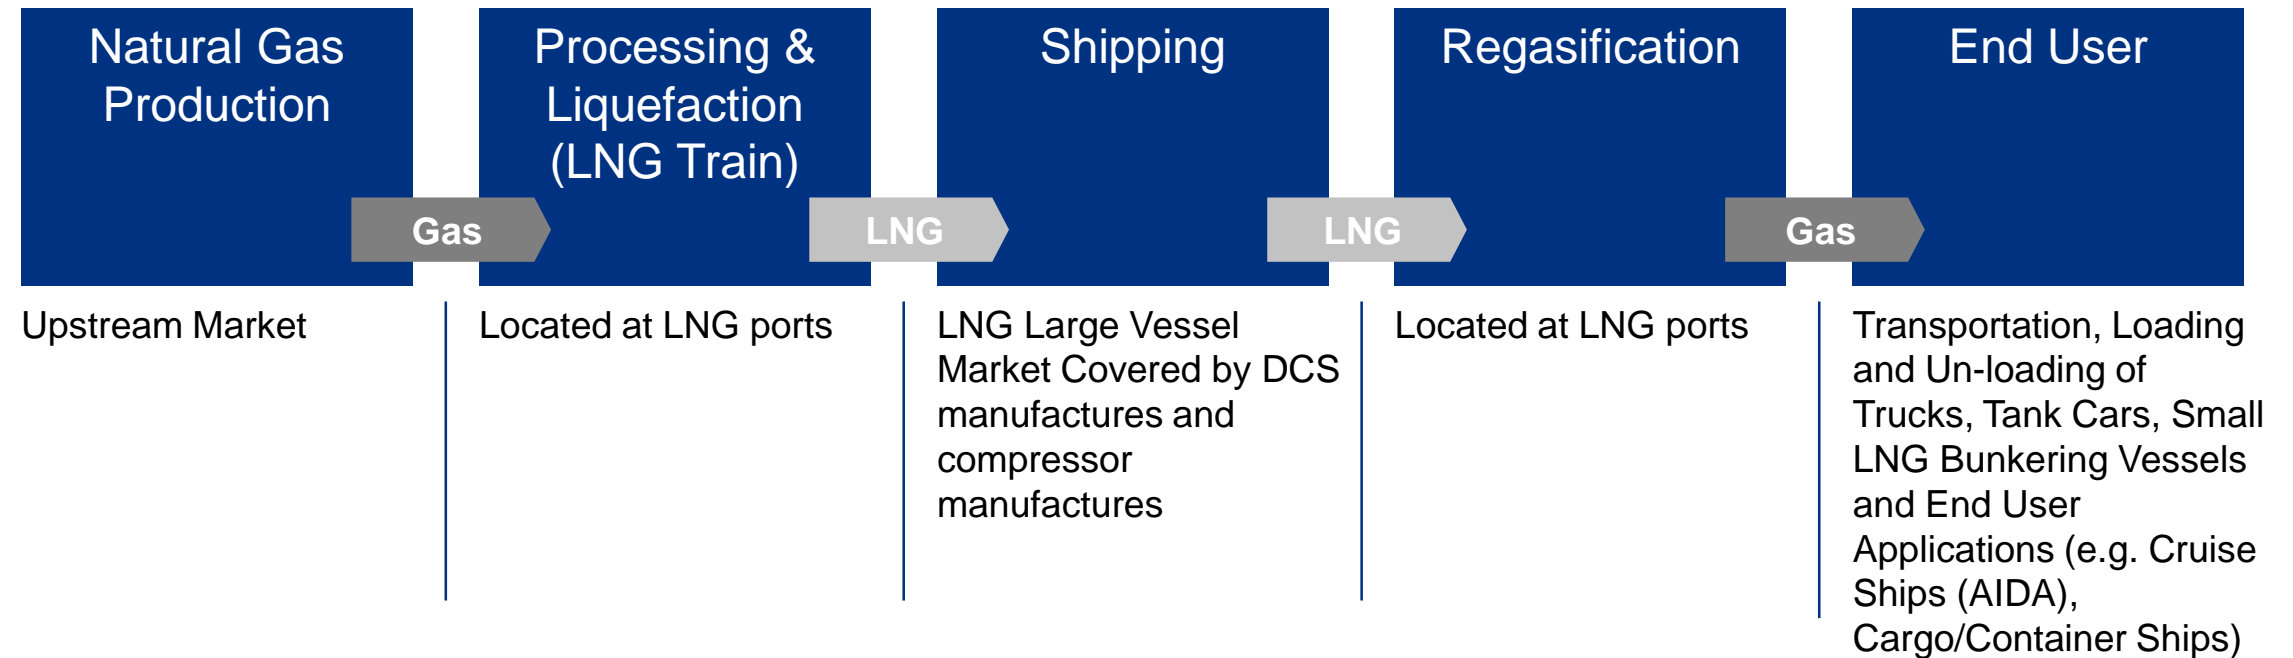 Natural Gas
Production
Processing &
Liquefaction
(LNG Train)
Shipping
Regasification
End User
Gas
LNG
LNG
Gas
Upstream Market
Located at LNG ports
LNG Large Vessel
Market Covered by DCS
manufactures and
compressor
manufactures
Located at LNG ports
Transportation, Loading
and Un-loading of
Trucks, Tank Cars, Small
LNG Bunkering Vessels
and End User
Applications (e.g. Cruise
Ships (AIDA),
Cargo/Container Ships)